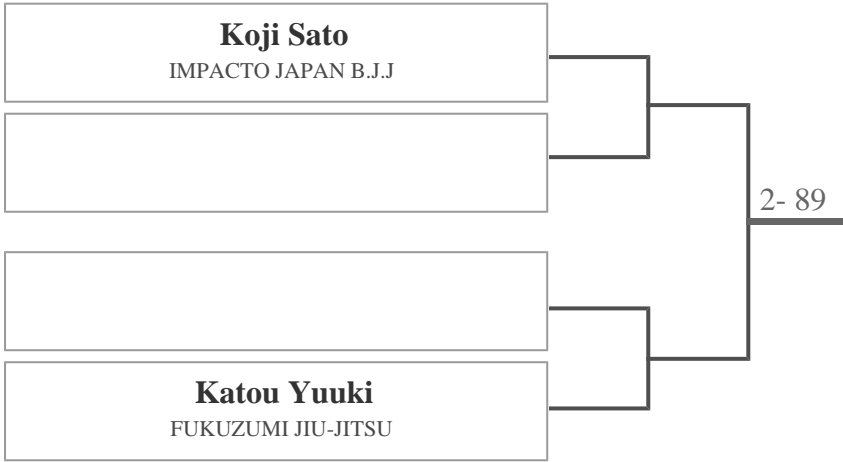 Koji Sato
IMPACTO JAPAN B.J.J
2- 89
Katou Yuuki
FUKUZUMI JIU-JITSU